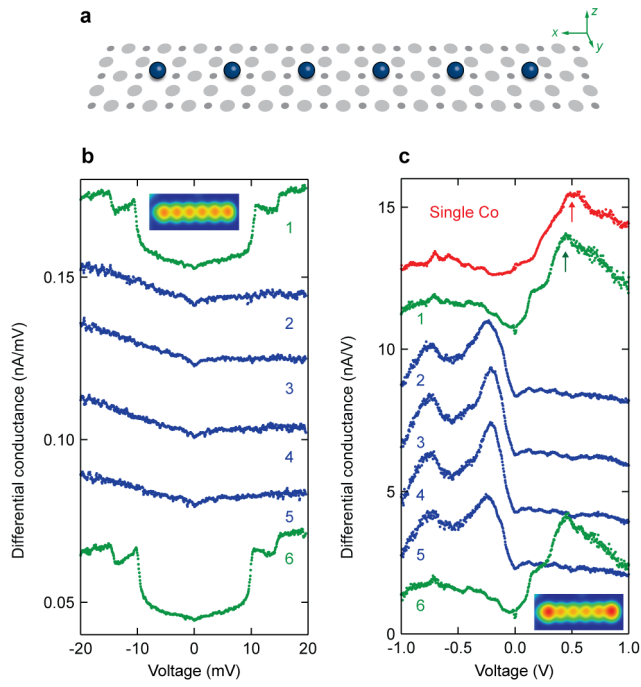 a
z
x
y
b
c
1
2
3
4
5
6
0.15
0.10
0.05
Differential conductance (nA/mV)
-20
-10
0
10
20
Voltage (mV)
Single Co
1
2
3
4
5
6
15
10
5
0
Differential conductance (nA/V)
-1.0
-0.5
0.0
0.5
1.0
Voltage (V)